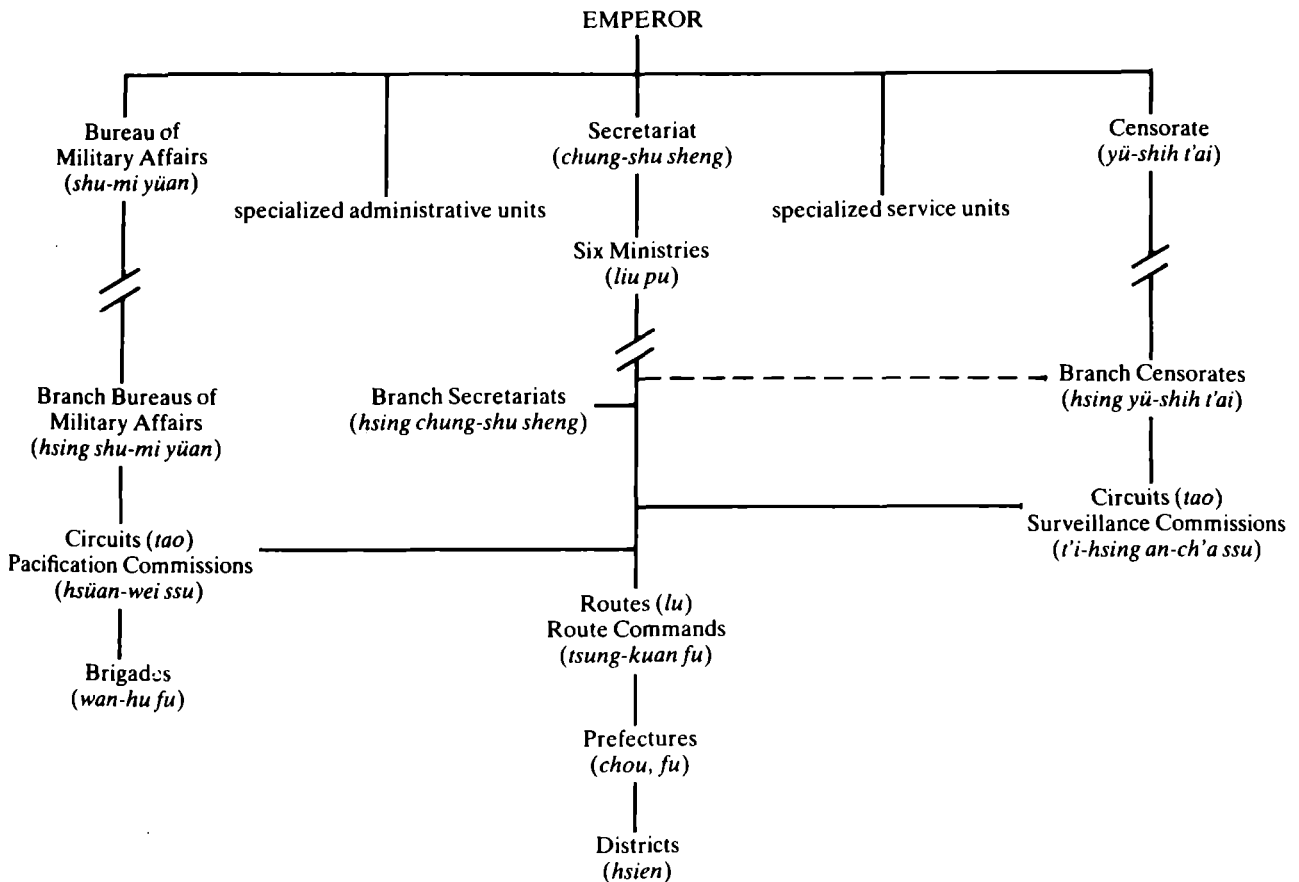 EMPEROR
Bureau of
Military Affairs
(shu-mi yüan)
specialized administrative units
Secretariat
(chung-shu sheng)
specialized service units
Censorate
(yü-shih t'ai)
Six Ministries
(liu pu)
Branch Bureaus of
Military Affairs
(hsing shu-mi yüan)
Branch Secretariats
(hsing chung-shu sheng)
Branch Censorates
(hsing yü-shih t'ai)
Circuits (tao)
Pacification Commissions
(hsüan-wei ssu)
Circuits (tao)
Surveillance Commissions
(t'i-hsing an-ch'a ssu)
Brigades
(wan-hu fu)
Routes (lu)
Route Commands
(tsung-kuan fu)
Prefectures
(chou, fu)
Districts
(hsien)